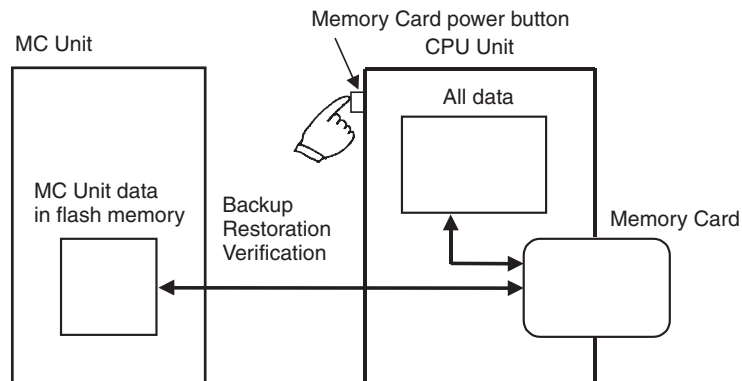 Memory Card power button
MC Unit
CPU Unit
All data
MC Unit data
in flash memory
Backup
Restoration
Verification
Memory Card